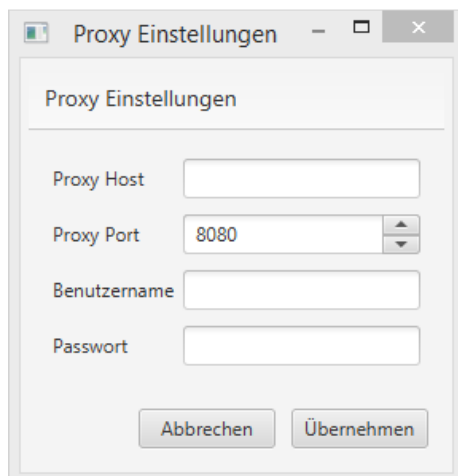 Proxy Einstellungen
Proxy Einstellungen
Proxy Host
Proxy Port 8080
Benutzername
Passwort
Abbrechen Übernehmen